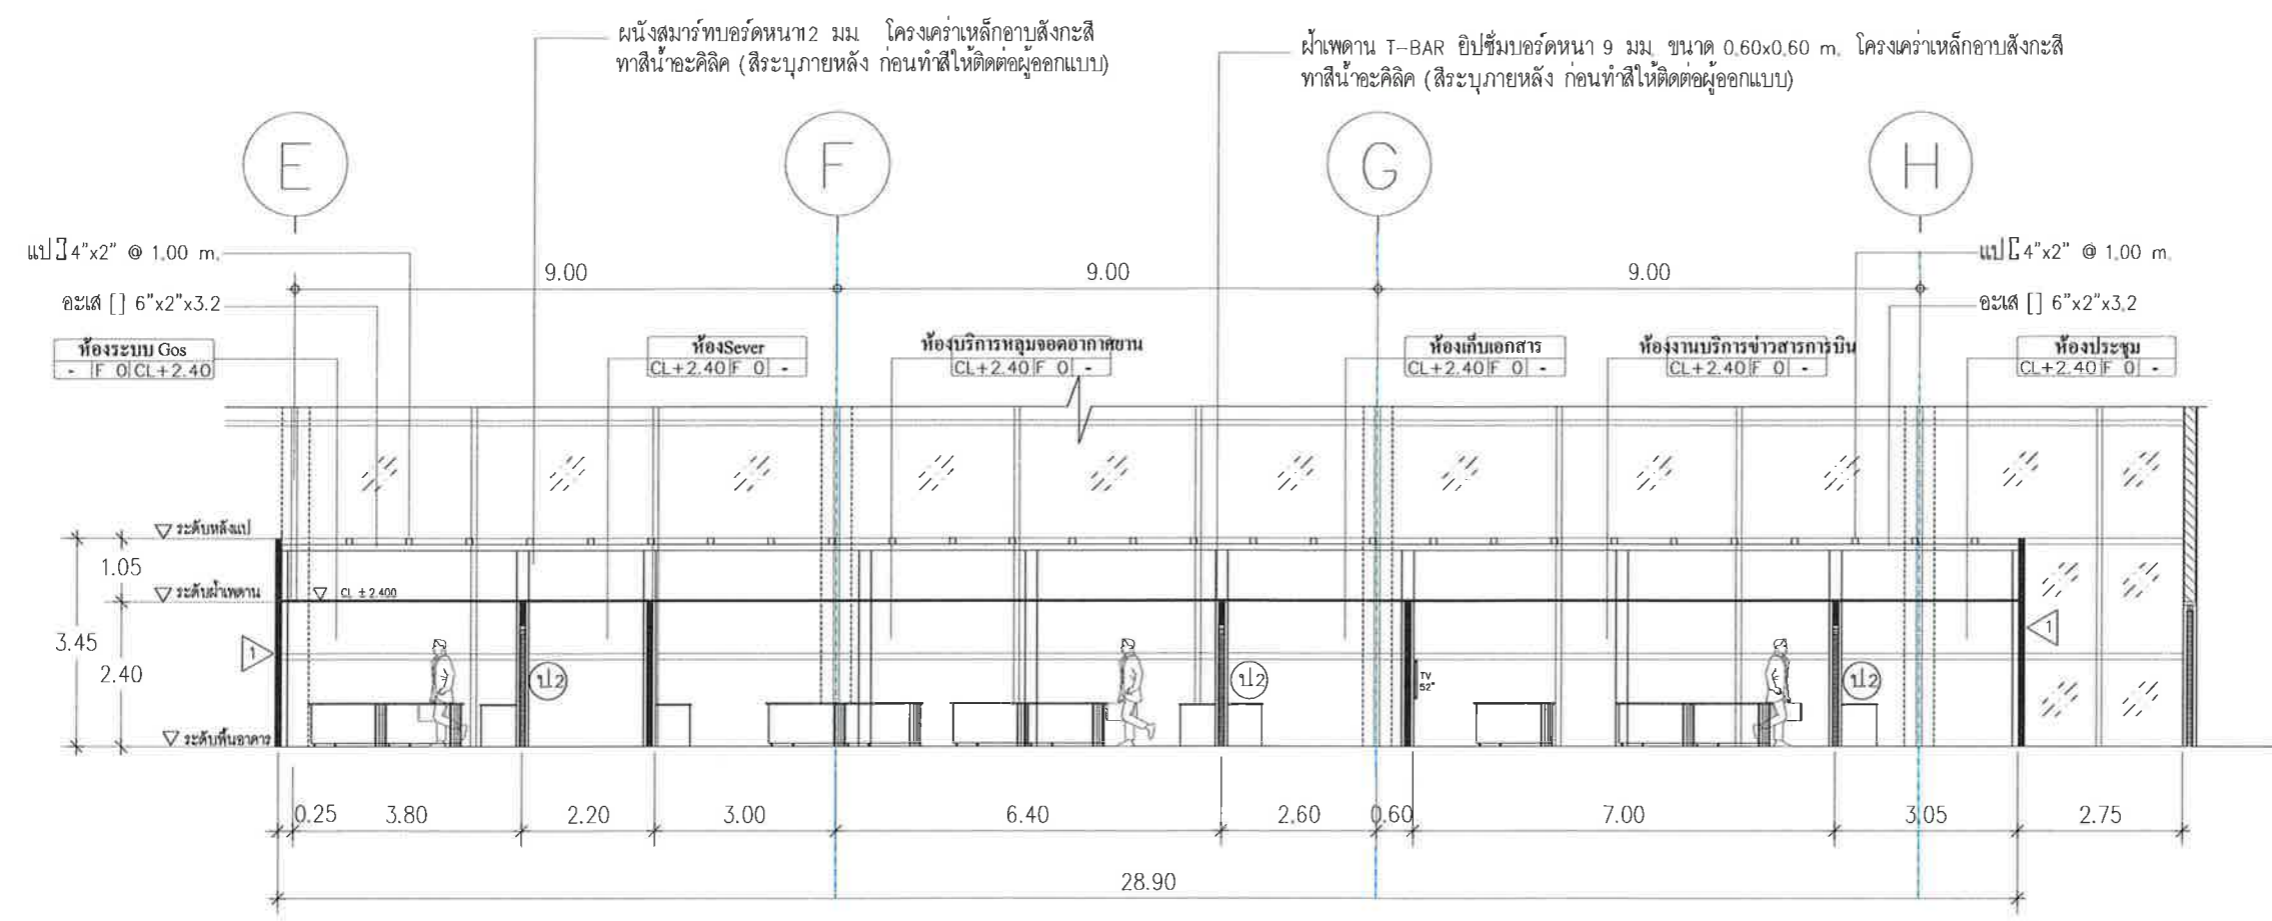 ผนังสมาร์ทบอร์ดหนา12 มม. โครงเคร่าเหล็กอาบสังกะสี
ทาสีน้ำอะคิลิค (สีระบุภายหลัง ก่อนทำสีให้ติดต่อผู้ออกแบบ)
ฝ้าเพดาน T-BAR ยิปซั่มบอร์ดหนา 9 มม. ขนาด 0.60x0.60 m. โครงเคร่าเหล็กอาบสังกะสี
ทาสีน้ำอะคิลิค (สีระบุภายหลัง ก่อนทำสีให้ติดต่อผู้ออกแบบ)
E F G H
แป 4"x2" @ 1.00 m.
แป 4"x2" @ 1.00 m.
9.00 9.00 9.00
อะเส [] 6"x2"x3.2
อะเส [] 6"x2"x3.2
ห้องระบบ Gos
- F 0 CL+2.40
ห้องSever
CL+2.40 F 0 -
ห้องบริการหลุมจอดอากาศยาน
CL+2.40 F 0 -
ห้องเก็บเอกสาร
CL+2.40 F 0 -
ห้องงานบริการข่าวสารการบิน
CL+2.40 F 0 -
ห้องประชุม
CL+2.40 F 0 -
ระดับหลังแป
1.05
ระดับฝ้าเพดาน
CL ±2.400
3.45
2.40
1
1
ป2
ป2
TV
52"
ป2
ระดับพื้นอาคาร
0.25 3.80 2.20 3.00 6.40 2.60 0.60 7.00 3.05 2.75
28.90